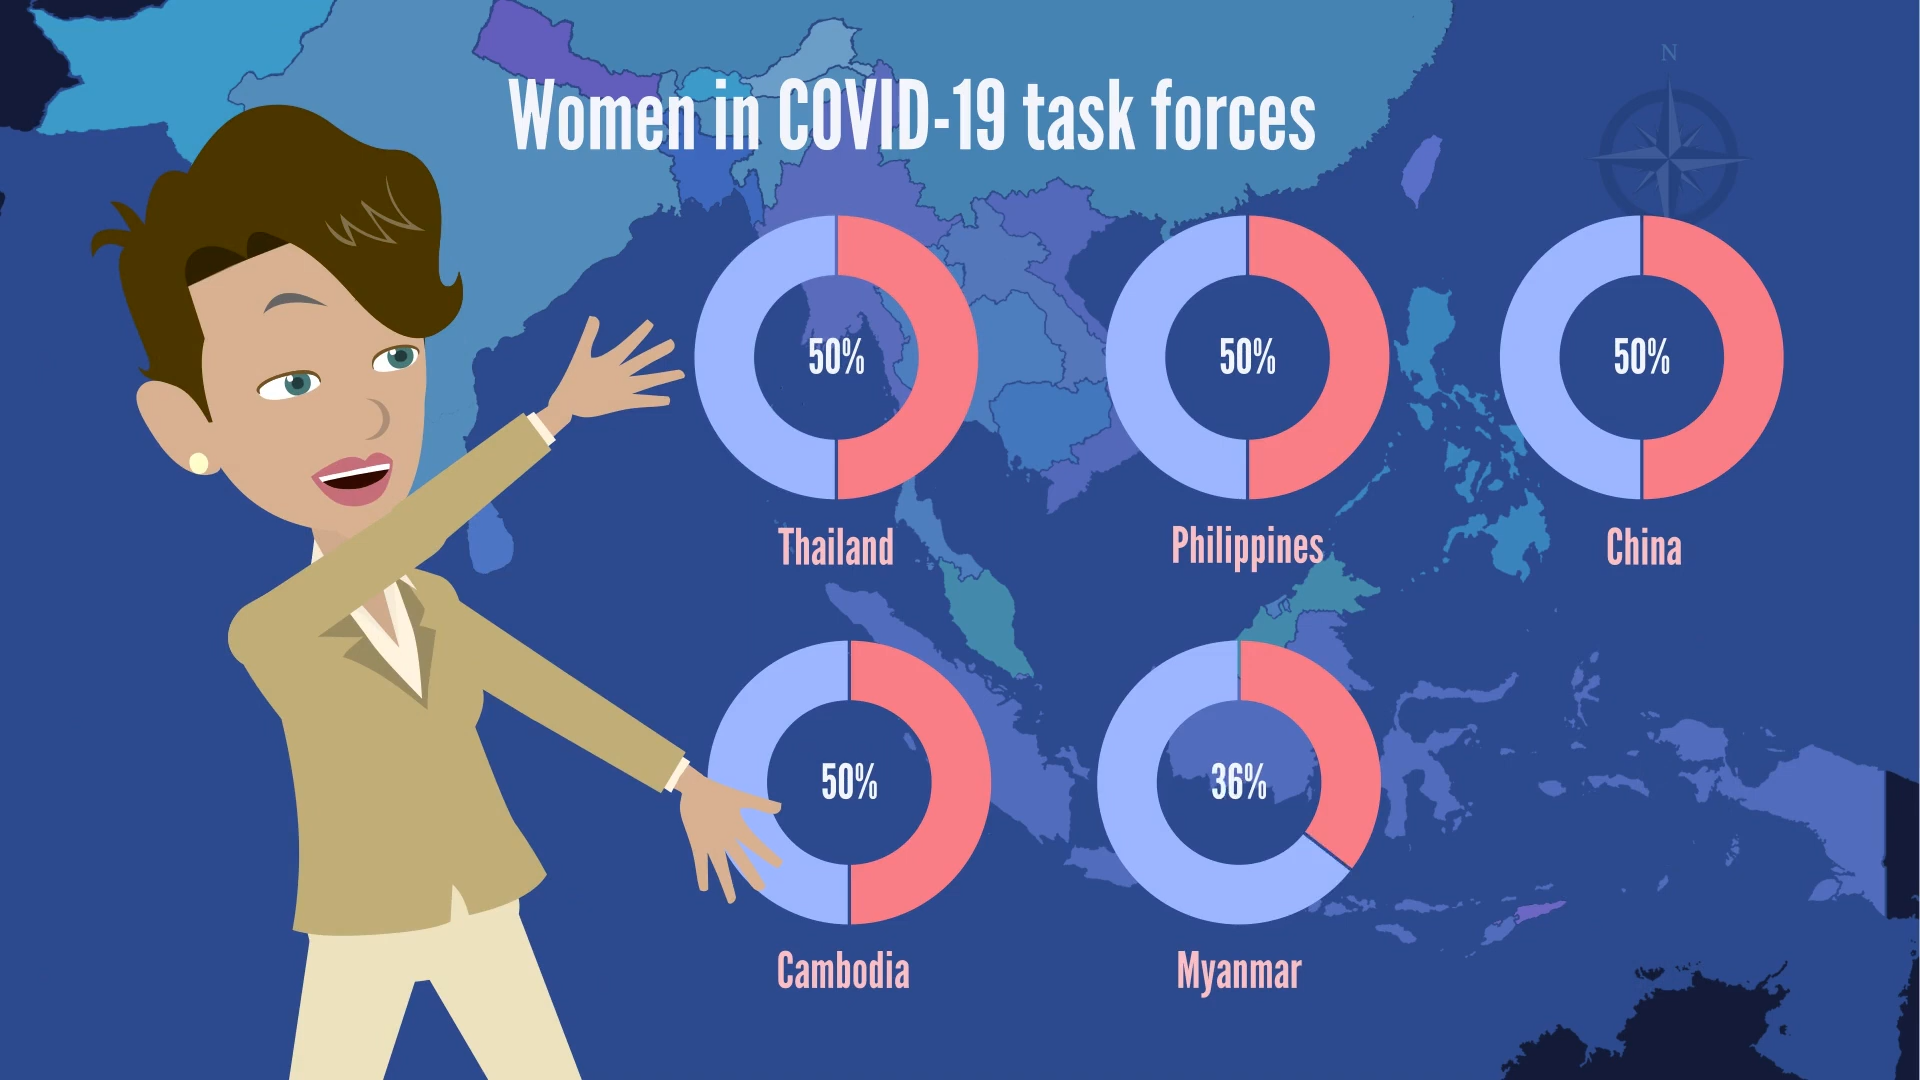 N
Women in COVID-19 task forces
50%
50%
50%
Thailand
Philippines
China
50%
36%
Cambodia
Myanmar